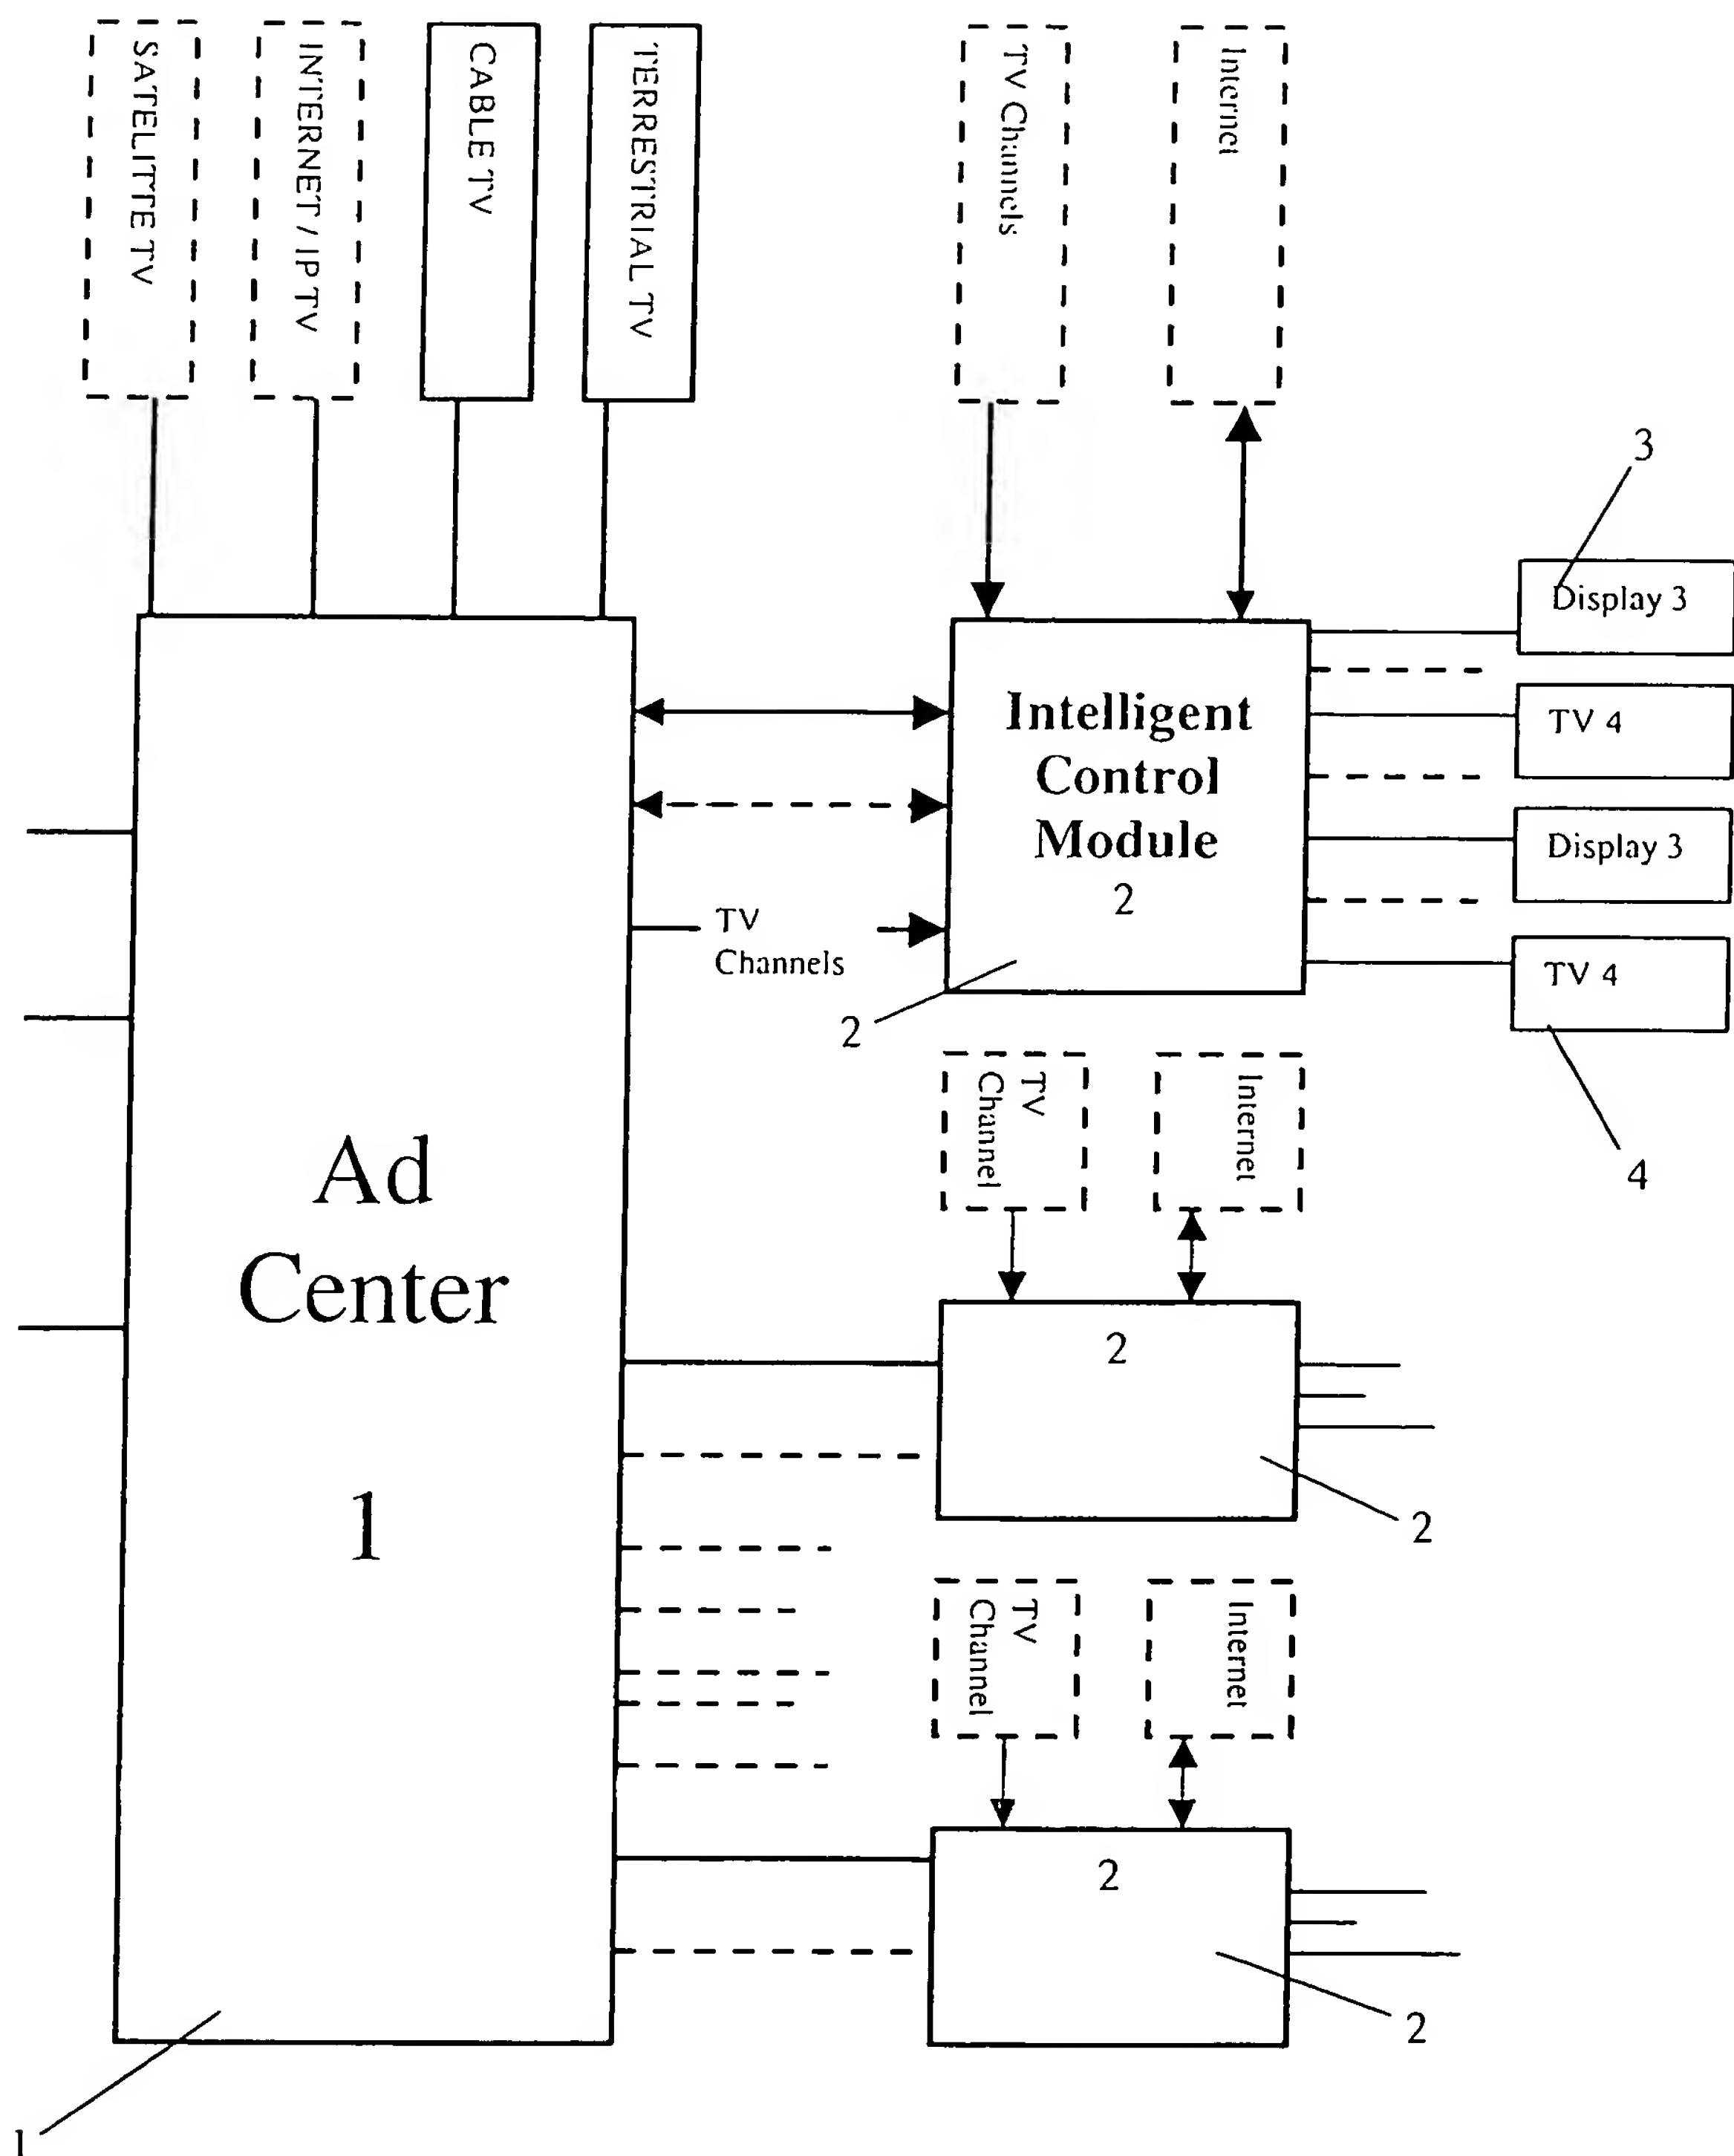 SATELITTE TV
INTERNET / IP TV
CABLE TV
TERRESTRIAL TV
TV Channels
Internet
3
Display 3
TV 4
Display 3
TV 4
4
Intelligent
Control
Module
2
2
TV
Channels
Ad
Center
1
1
TV
Channel
Internet
2
2
TV
Channel
Internet
2
2